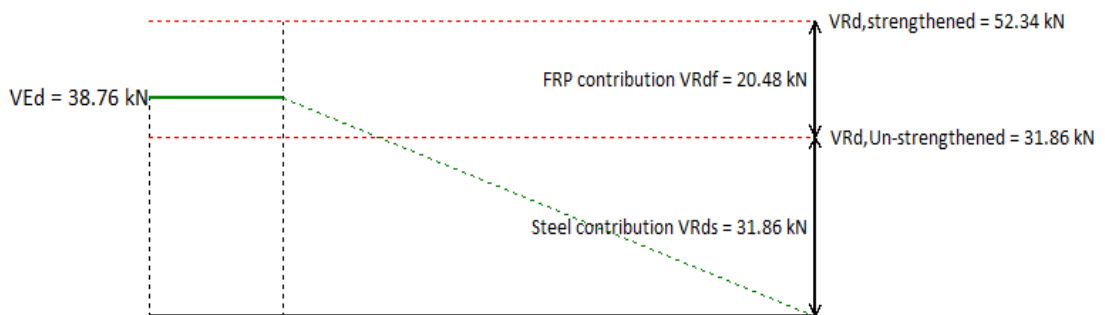 VRd,strengthened = 52.34 kN
FRP contribution VRdf = 20.48 kN
VEd = 38.76 kN
VRd,Un-strengthened = 31.86 kN
Steel contribution VRds = 31.86 kN